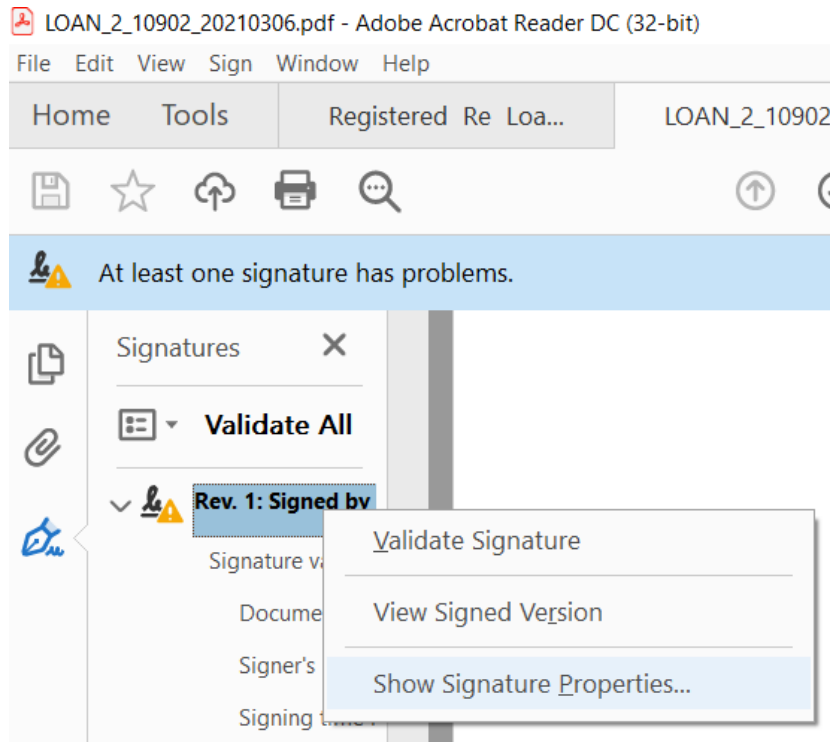 LOAN_2_10902_20210306.pdf - Adobe Acrobat Reader DC (32-bit)
File Edit View Sign Window Help
Home Tools Registered Re Loa... LOAN_2_10902
At least one signature has problems.
Signatures
Validate All
Rev. 1: Signed by
Validate Signature
Signature
View Signed Version
Signer's
Show Signature Properties...
Signing